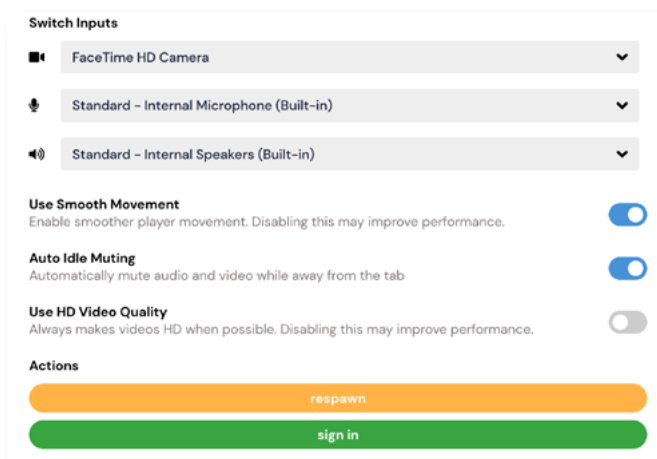 Switch Inputs
FaceTime HD Camera
Standard - Internal Microphone (Built-in)
Standard - Internal Speakers (Built-in)
Use Smooth Movement
Enable smoother player movement. Disabling this may improve performance.
Auto Idle Muting
Automatically mute audio and video while away from the tab
Use HD Video Quality
Always makes videos HD when possible. Disabling this may improve performance.
Actions
respawn
sign in